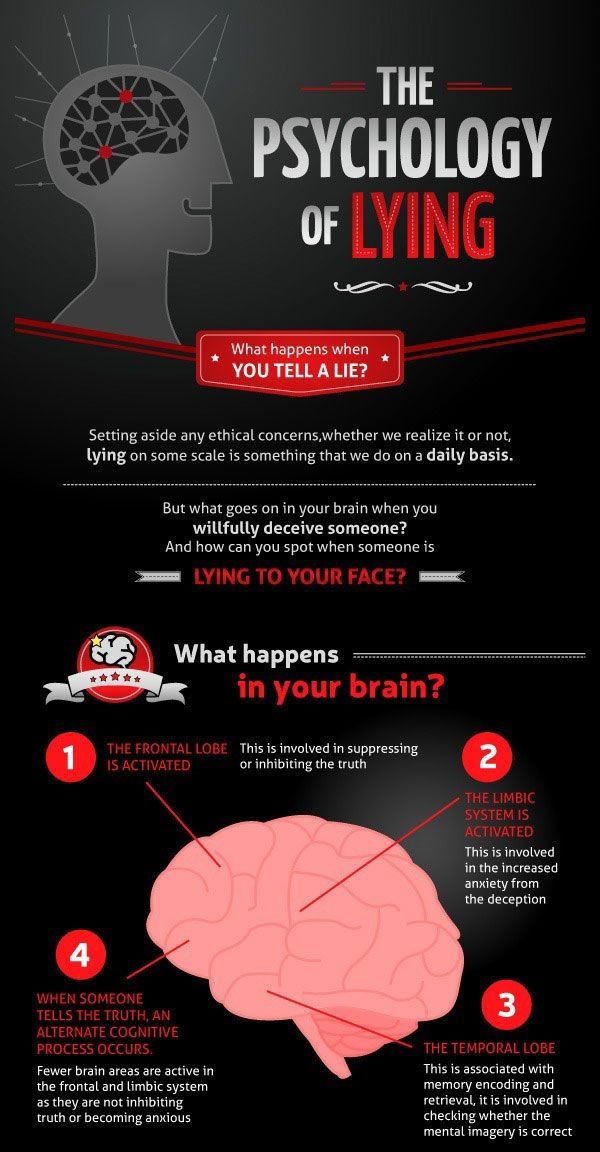 THE
PSYCHOLOGY
OF LYING
What happens when
YOU TELL A LIE?
Setting aside any ethical concerns,whether we realize it or not,
lying on some scale is something that we do on a daily basis.
But what goes on in your brain when you
willfully deceive someone?
And how can you spot when someone is
LYING TO YOUR FACE?
What happens
in your brain?
1
THE FRONTAL LOBE
IS ACTIVATED
This is involved in suppressing
or inhibiting the truth
2
THE LIMBIC
SYSTEM IS
ACTIVATED
This is involved
in the increased
anxiety from
the deception
4
WHEN SOMEONE
TELLS THE TRUTH, AN
ALTERNATE COGNITIVE
PROCESS OCCURS.
Fewer brain areas are active in
the frontal and limbic system
as they are not inhibiting
truth or becoming anxious
3
THE TEMPORAL LOBE
This is associated with
memory encoding and
retrieval, it is involved in
checking whether the
mental imagery is correct